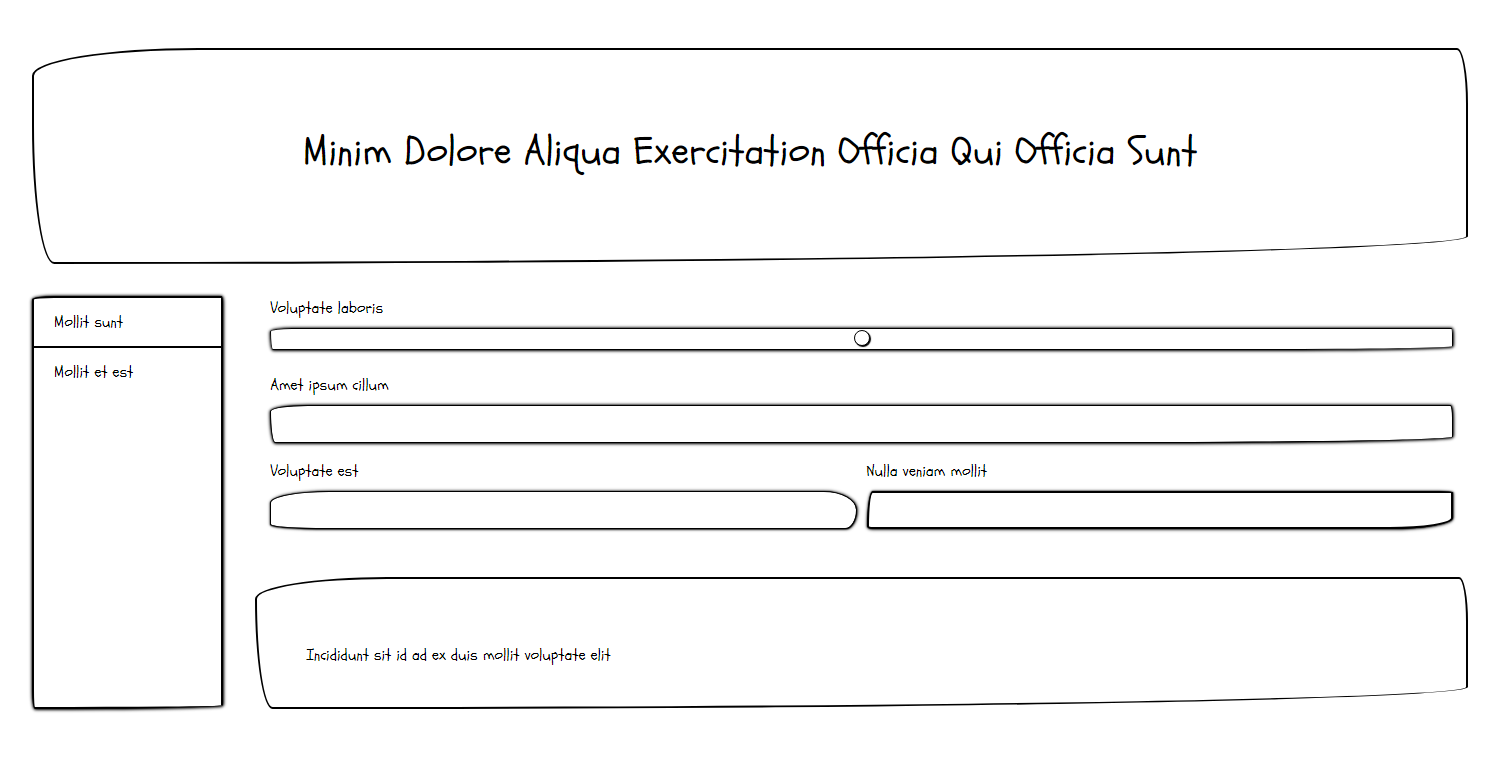 Minim Dolore Aliqua Exercitation Officia Qui Officia Sunt
Mollit sunt
Mollit et est
Voluptate laboris
Amet ipsum cillum
Voluptate est
Nulla veniam mollit
Incididunt sit id ad ex duis mollit voluptate elit